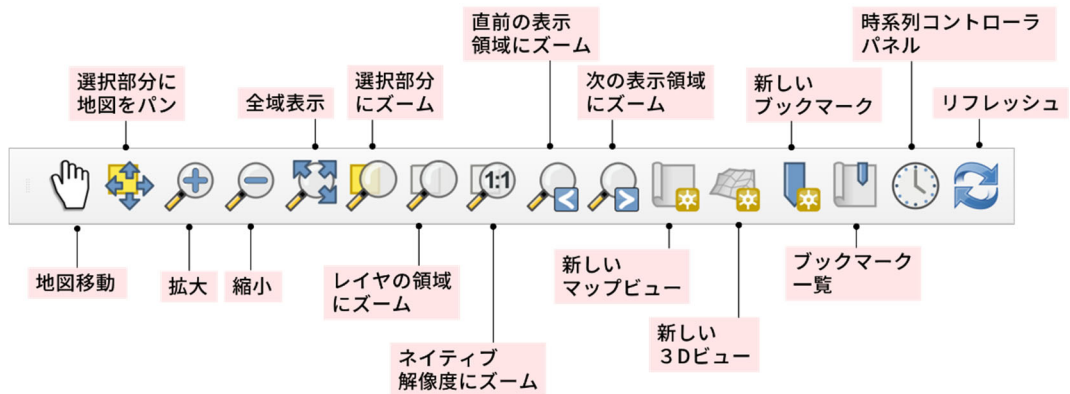 直前の表示
領域にズーム
時系列コントローラ
パネル
選択部分に
地図をパン
全域表示
選択部分
にズーム
次の表示領域
にズーム
新しい
ブックマーク
リフレッシュ
1:1
地図移動
拡大
縮小
レイヤの領域
にズーム
ネイティブ
解像度にズーム
新しい
マップビュー
新しい
３Dビュー
ブックマーク
一覧